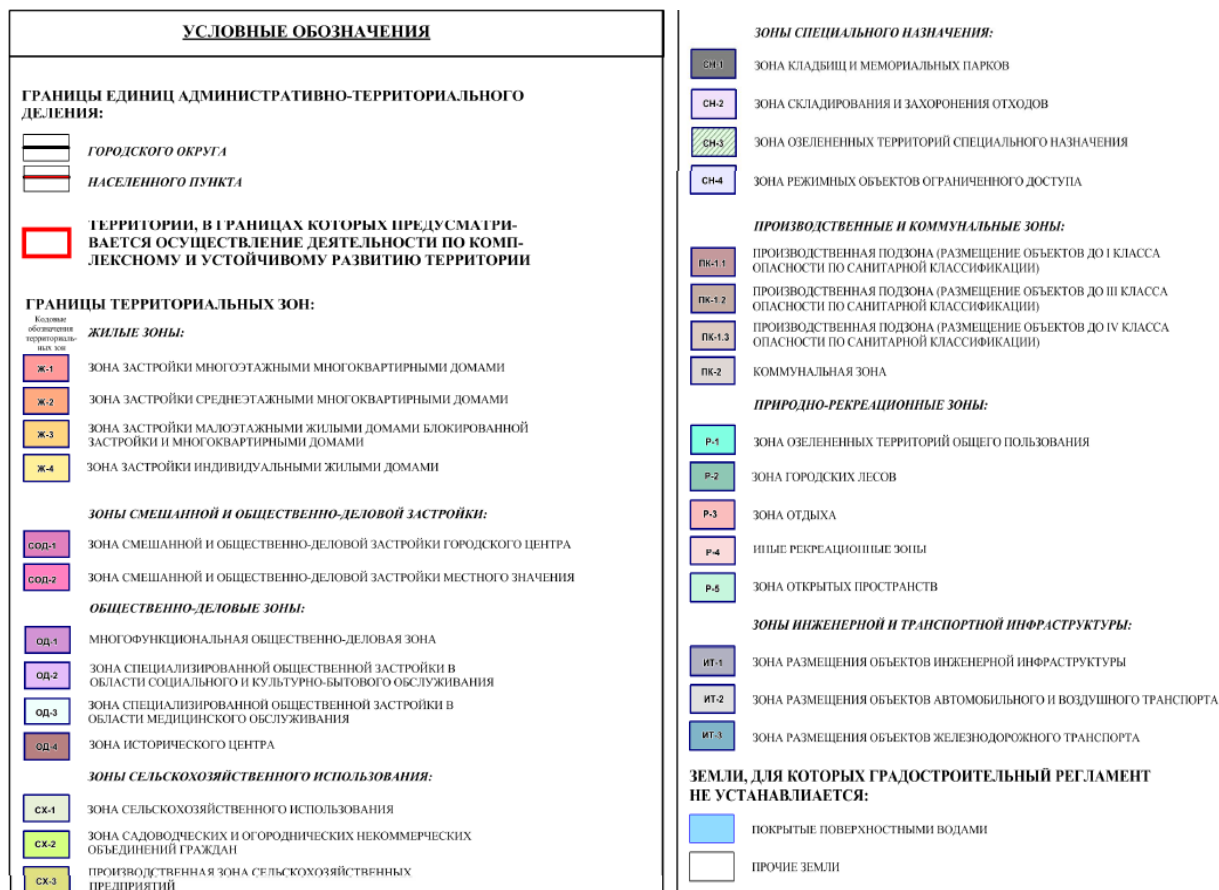 УСЛОВНЫЕ ОБОЗНАЧЕНИЯ
ГРАНИЦЫ ЕДИНИЦ АДМИНИСТРАТИВНО-ТЕРРИТОРИАЛЬНОГО
ДЕЛЕНИЯ:
ГОРОДСКОГО ОКРУГА
НАСЕЛЕННОГО ПУНКТА
ТЕРРИТОРИИ, В ГРАНИЦАХ КОТОРЫХ ПРЕДУСМАТРИ-
ВАЕТСЯ ОСУЩЕСТВЛЕНИЕ ДЕЯТЕЛЬНОСТИ ПО КОМП-
ЛЕКСНОМУ И УСТОЙЧИВОМУ РАЗВИТИЮ ТЕРРИТОРИИ
ГРАНИЦЫ ТЕРРИТОРИАЛЬНЫХ ЗОН:
Кодовые
обозначения
территориаль-
ных зон
ЖИЛЫЕ ЗОНЫ:
Ж-1 ЗОНА ЗАСТРОЙКИ МНОГОЭТАЖНЫМИ МНОГОКВАРТИРНЫМИ ДОМАМИ
Ж-2 ЗОНА ЗАСТРОЙКИ СРЕДНЕЭТАЖНЫМИ МНОГОКВАРТИРНЫМИ ДОМАМИ
Ж-3 ЗОНА ЗАСТРОЙКИ МАЛОЭТАЖНЫМИ ЖИЛЫМИ ДОМАМИ БЛОКИРОВАННОЙ
ЗАСТРОЙКИ И МНОГОКВАРТИРНЫМИ ДОМАМИ
Ж-4 ЗОНА ЗАСТРОЙКИ ИНДИВИДУАЛЬНЫМИ ЖИЛЫМИ ДОМАМИ
ЗОНЫ СМЕШАННОЙ И ОБЩЕСТВЕННО-ДЕЛОВОЙ ЗАСТРОЙКИ:
СОД-1 ЗОНА СМЕШАННОЙ И ОБЩЕСТВЕННО-ДЕЛОВОЙ ЗАСТРОЙКИ ГОРОДСКОГО ЦЕНТРА
СОД-2 ЗОНА СМЕШАННОЙ И ОБЩЕСТВЕННО-ДЕЛОВОЙ ЗАСТРОЙКИ МЕСТНОГО ЗНАЧЕНИЯ
ОБЩЕСТВЕННО-ДЕЛОВЫЕ ЗОНЫ:
ОД-1 МНОГОФУНКЦИОНАЛЬНАЯ ОБЩЕСТВЕННО-ДЕЛОВАЯ ЗОНА
ОД-2 ЗОНА СПЕЦИАЛИЗИРОВАННОЙ ОБЩЕСТВЕННОЙ ЗАСТРОЙКИ В
ОБЛАСТИ СОЦИАЛЬНОГО И КУЛЬТУРНО-БЫТОВОГО ОБСЛУЖИВАНИЯ
ОД-3 ЗОНА СПЕЦИАЛИЗИРОВАННОЙ ОБЩЕСТВЕННОЙ ЗАСТРОЙКИ В
ОБЛАСТИ МЕДИЦИНСКОГО ОБСЛУЖИВАНИЯ
ОД-4 ЗОНА ИСТОРИЧЕСКОГО ЦЕНТРА
ЗОНЫ СЕЛЬСКОХОЗЯЙСТВЕННОГО ИСПОЛЬЗОВАНИЯ:
СХ-1 ЗОНА СЕЛЬСКОХОЗЯЙСТВЕННОГО ИСПОЛЬЗОВАНИЯ
СХ-2 ЗОНА САДОВОДЧЕСКИХ И ОГОРОДНИЧЕСКИХ НЕКОММЕРЧЕСКИХ
ОБЪЕДИНЕНИЙ ГРАЖДАН
СХ-3 ПРОИЗВОДСТВЕННАЯ ЗОНА СЕЛЬСКОХОЗЯЙСТВЕННЫХ
ПРЕДПРИЯТИЙ
ЗОНЫ СПЕЦИАЛЬНОГО НАЗНАЧЕНИЯ:
СН-1 ЗОНА КЛАДБИЩ И МЕМОРИАЛЬНЫХ ПАРКОВ
СН-2 ЗОНА СКЛАДИРОВАНИЯ И ЗАХОРОНЕНИЯ ОТХОДОВ
СН-3 ЗОНА ОЗЕЛЕНЕННЫХ ТЕРРИТОРИЙ СПЕЦИАЛЬНОГО НАЗНАЧЕНИЯ
СН-4 ЗОНА РЕЖИМНЫХ ОБЪЕКТОВ ОГРАНИЧЕННОГО ДОСТУПА
ПРОИЗВОДСТВЕННЫЕ И КОММУНАЛЬНЫЕ ЗОНЫ:
ПК-1.1 ПРОИЗВОДСТВЕННАЯ ПОДЗОНА (РАЗМЕЩЕНИЕ ОБЪЕКТОВ ДО I КЛАССА
ОПАСНОСТИ ПО САНИТАРНОЙ КЛАССИФИКАЦИИ)
ПК-1.2 ПРОИЗВОДСТВЕННАЯ ПОДЗОНА (РАЗМЕЩЕНИЕ ОБЪЕКТОВ ДО III КЛАССА
ОПАСНОСТИ ПО САНИТАРНОЙ КЛАССИФИКАЦИИ)
ПК-1.3 ПРОИЗВОДСТВЕННАЯ ПОДЗОНА (РАЗМЕЩЕНИЕ ОБЪЕКТОВ ДО IV КЛАССА
ОПАСНОСТИ ПО САНИТАРНОЙ КЛАССИФИКАЦИИ)
ПК-2 КОММУНАЛЬНАЯ ЗОНА
ПРИРОДНО-РЕКРЕАЦИОННЫЕ ЗОНЫ:
Р-1 ЗОНА ОЗЕЛЕНЕННЫХ ТЕРРИТОРИЙ ОБЩЕГО ПОЛЬЗОВАНИЯ
Р-2 ЗОНА ГОРОДСКИХ ЛЕСОВ
Р-3 ЗОНА ОТДЫХА
Р-4 ИНЫЕ РЕКРЕАЦИОННЫЕ ЗОНЫ
Р-5 ЗОНА ОТКРЫТЫХ ПРОСТРАНСТВ
ЗОНЫ ИНЖЕНЕРНОЙ И ТРАНСПОРТНОЙ ИНФРАСТРУКТУРЫ:
ИТ-1 ЗОНА РАЗМЕЩЕНИЯ ОБЪЕКТОВ ИНЖЕНЕРНОЙ ИНФРАСТРУКТУРЫ
ИТ-2 ЗОНА РАЗМЕЩЕНИЯ ОБЪЕКТОВ АВТОМОБИЛЬНОГО И ВОЗДУШНОГО ТРАНСПОРТА
ИТ-3 ЗОНА РАЗМЕЩЕНИЯ ОБЪЕКТОВ ЖЕЛЕЗНОДОРОЖНОГО ТРАНСПОРТА
ЗЕМЛИ, ДЛЯ КОТОРЫХ ГРАДОСТРОИТЕЛЬНЫЙ РЕГЛАМЕНТ
НЕ УСТАНАВЛИАЕТСЯ:
ПОКРЫТЫЕ ПОВЕРХНОСТНЫМИ ВОДАМИ
ПРОЧИЕ ЗЕМЛИ